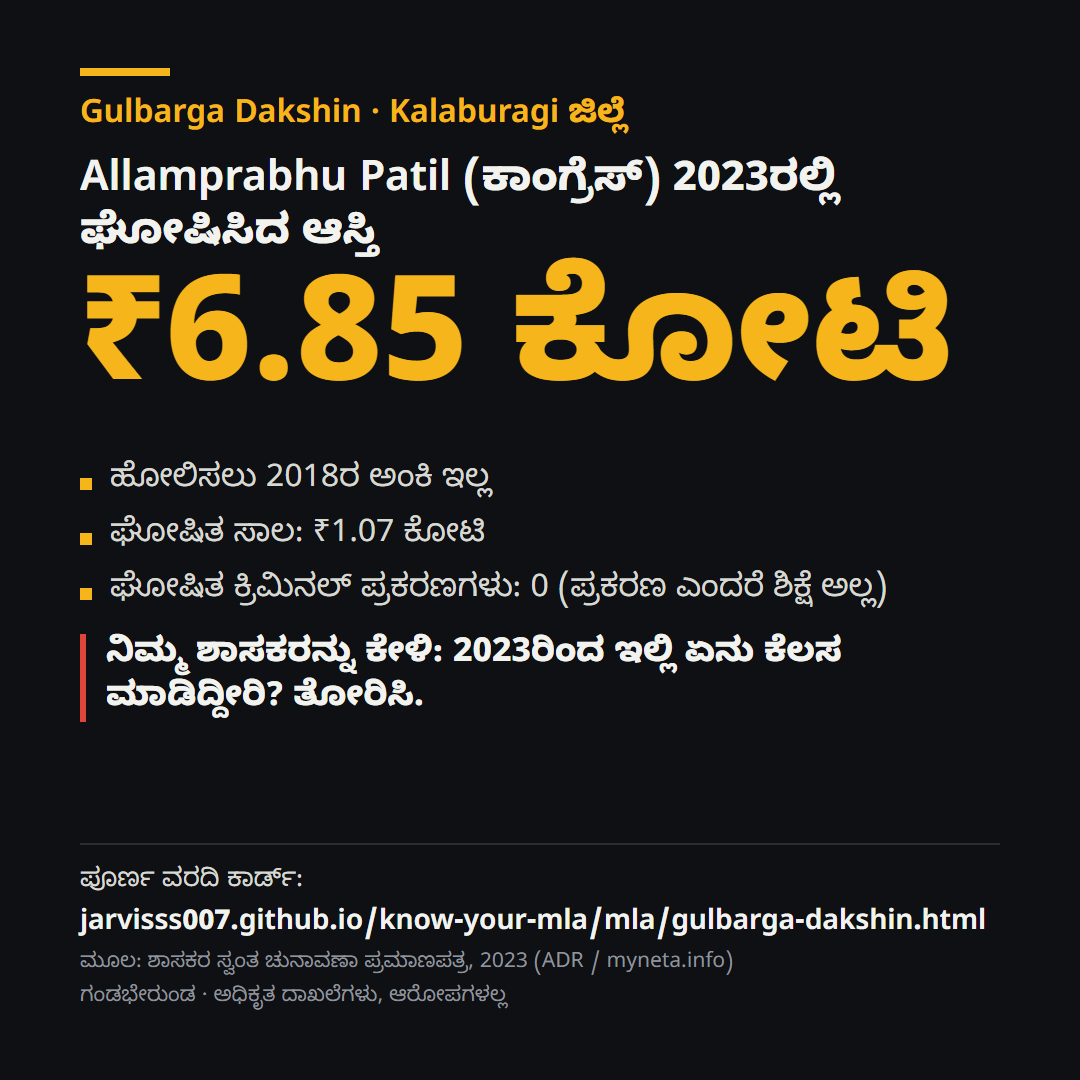 Gulbarga Dakshin · Kalaburagi ಜಿಲ್ಲೆ
Allamprabhu Patil (ಕಾಂಗ್ರೆಸ್) 2023ರಲ್ಲಿ
ಘೋಷಿಸಿದ ಆಸ್ತಿ
₹6.85 ಕೋಟಿ
ಹೋಲಿಸಲು 2018ರ ಅಂಕಿ ಇಲ್ಲ
ಘೋಷಿತ ಸಾಲ: ₹1.07 ಕೋಟಿ
ಘೋಷಿತ ಕ್ರಿಮಿನಲ್ ಪ್ರಕರಣಗಳು: 0 (ಪ್ರಕರಣ ಎಂದರೆ ಶಿಕ್ಷೆ ಅಲ್ಲ)
ನಿಮ್ಮ ಶಾಸಕರನ್ನು ಕೇಳಿ: 2023ರಿಂದ ಇಲ್ಲಿ ಏನು ಕೆಲಸ
ಮಾಡಿದ್ದೀರಿ? ತೋರಿಸಿ.
ಪೂರ್ಣ ವರದಿ ಕಾರ್ಡ್:
jarvisss007.github.io/know-your-mla/mla/gulbarga-dakshin.html
ಮೂಲ: ಶಾಸಕರ ಸ್ವಂತ ಚುನಾವಣಾ ಪ್ರಮಾಣಪತ್ರ, 2023 (ADR / myneta.info)
ಗಂಡಭೇರುಂಡ · ಅಧಿಕೃತ ದಾಖಲೆಗಳು, ಆರೋಪಗಳಲ್ಲ